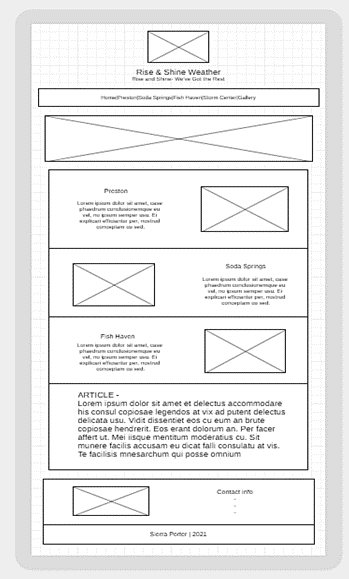 Rise & Shine Weather
Rise and Shine- We've Got the Rest
Home|Preston|Soda Springs|Fish Haven|Storm Center|Gallery
Preston
Lorem ipsum dolor sit amet, case
phaedrum conclusionemque eu
vel, no ipsum semper usu. Ei
explicari efficiantur per, nostrud
conceptam ox sed.
Soda Springs
Lorem ipsum dolor sit amet, case
phaedrum conclusionemque eu
vel, no ipsum semper usu. Ei
explicari efficiantur per, nostrud
conceptam ox sed.
Fish Haven
Lorem ipsum dolor sit amet, case
phaedrum conclusionemque eu
vel, no ipsum semper usu. Ei
explicari efficiantur per, nostrud
conceptam ox sed.
ARTICLE -
Lorem ipsum dolor sit amet et delectus accommodare
his consul copiosae legendos at vix ad putent delectus
delicata usu. Vidit dissentiet eos cu eum an brute
copiosae hendrerit. Eos erant dolorum an. Per facer
affert ut. Mei iisque mentitum moderatius cu. Sit
munere facilis accusam eu dicat falli consulatu at vis.
Te facilisis mnesarchum qui posse omnium
Contact info
-
-
-
Sierra Porter | 2021